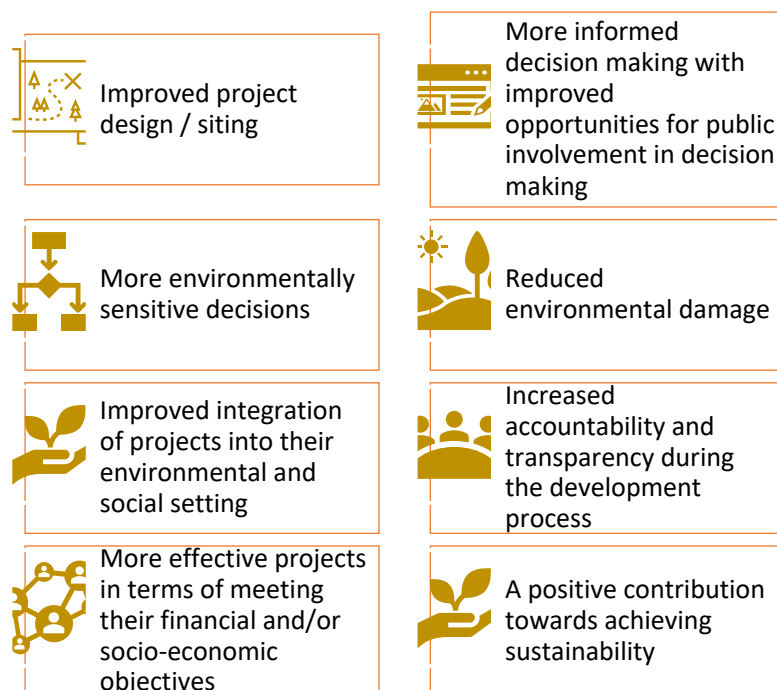 Improved project
design / siting
More informed
decision making with
improved
opportunities for public
involvement in decision
making
More environmentally
sensitive decisions
Reduced
environmental damage
Improved integration
of projects into their
environmental and
social setting
Increased
accountability and
transparency during
the development
process
More effective projects
in terms of meeting
their financial and/or
socio-economic
objectives
A positive contribution
towards achieving
sustainability